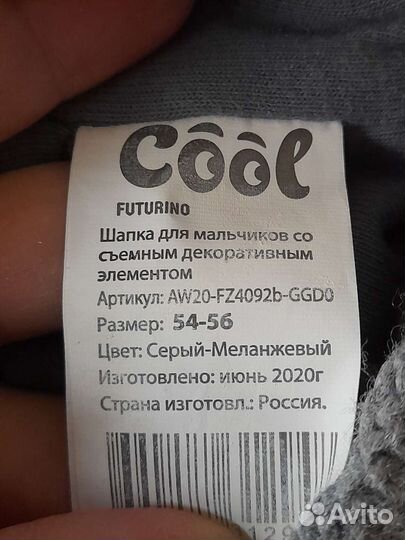 Cool
FUTURINO
Шапка для мальчиков со
съемным декоративным
элементом
Артикул: AW20-FZ4092b-GGD0
Размер: 54-56
Цвет: Серый-Меланжевый
Изготовлено: июнь 2020г
Страна изготовл.: Россия.
Avito